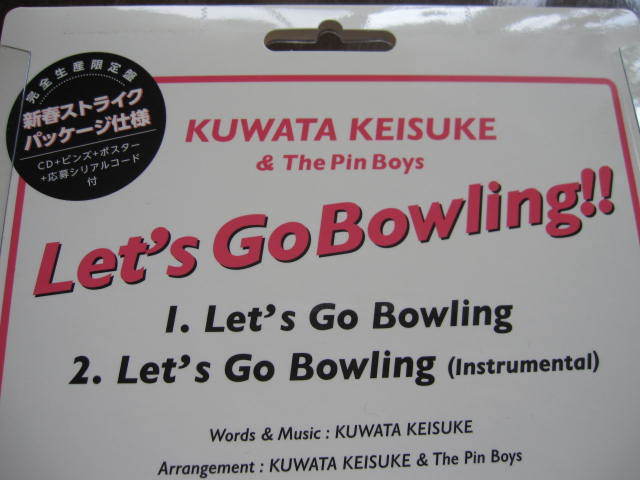 完全生産限定盤
新春ストライク
パッケージ仕様
CD+ピンズ+ポスター
+応募シリアルコード
付
KUWATA KEISUKE
& The Pin Boys
Let's Go Bowling!!
1. Let's Go Bowling
2. Let's Go Bowling (Instrumental)
Words & Music : KUWATA KEISUKE
Arrangement : KUWATA KEISUKE & The Pin Boys